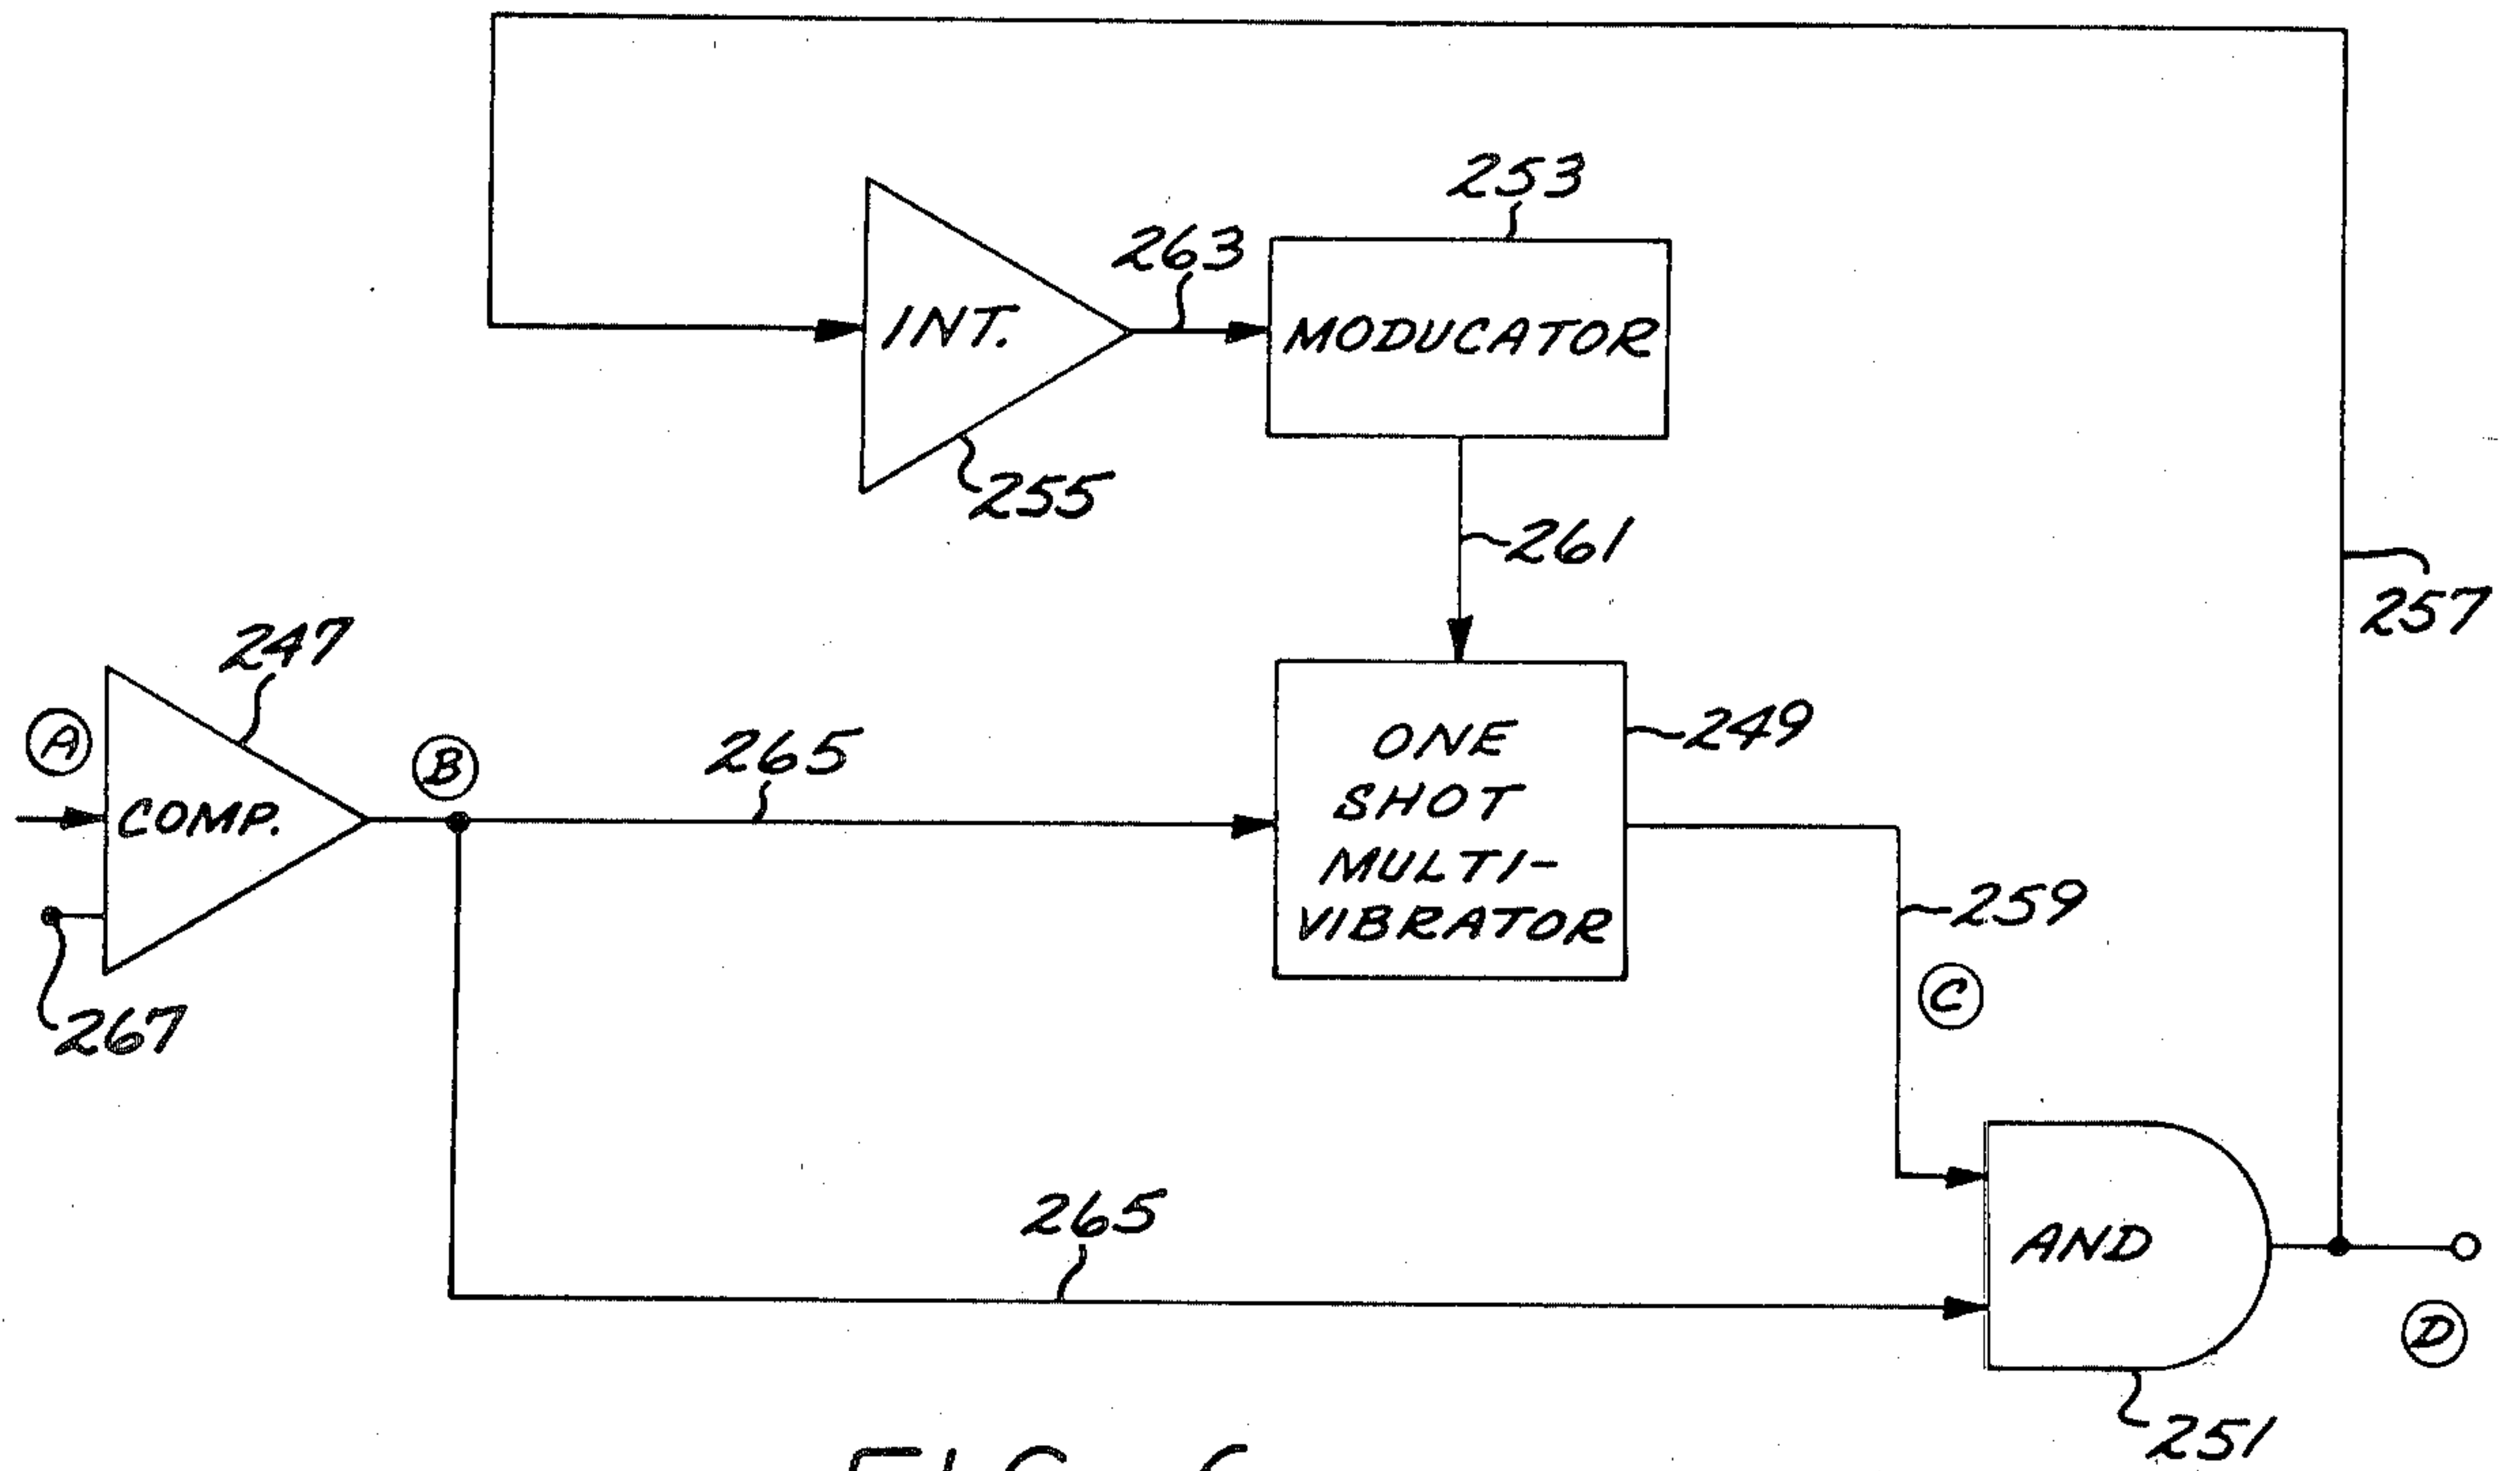 253
263
INT.
MODUCATOR
255
261
257
247
A
B
265
COMP.
267
ONE
SHOT
MULTI-
VIBRATOR
249
259
C
265
AND
D
251